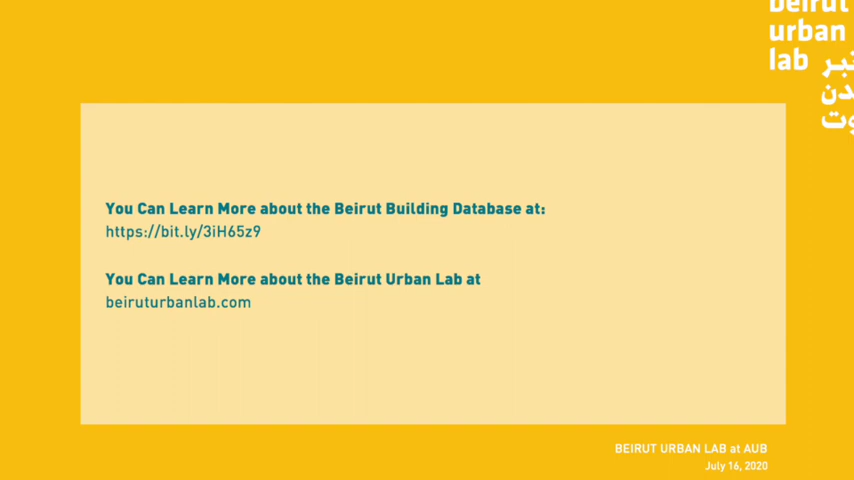 beirut
urban
lab
You Can Learn More about the Beirut Building Database at:
https://bit.ly/3iH65z9
You Can Learn More about the Beirut Urban Lab at
beiruturbanlab.com
BEIRUT URBAN LAB at AUB
July 16, 2020